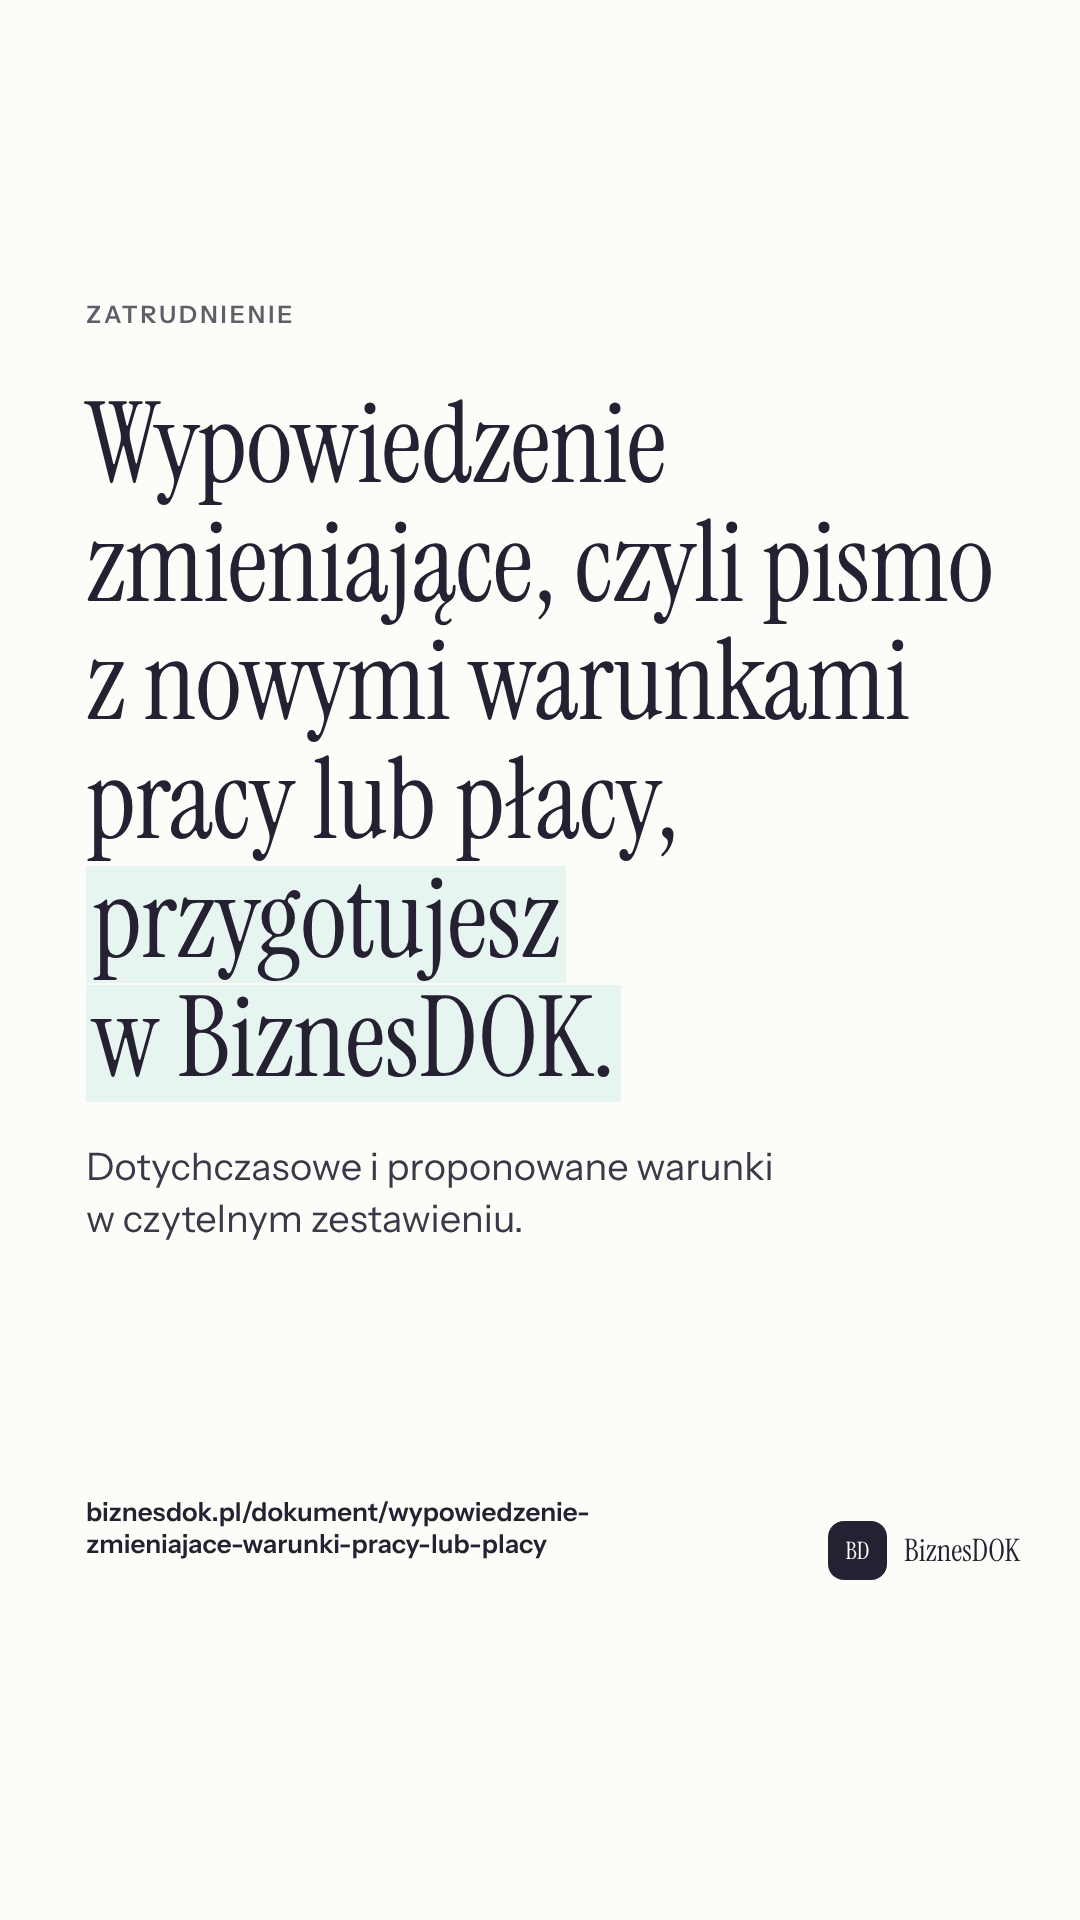 ZATRUDNIENIE
Wypowiedzenie
zmieniające, czyli pismo
z nowymi warunkami
pracy lub płacy,
przygotujesz
w BiznesDOK.
Dotychczasowe i proponowane warunki
w czytelnym zestawieniu.
biznesdok.pl/dokument/wypowiedzenie-
zmieniajace-warunki-pracy-lub-placy
BD BiznesDOK